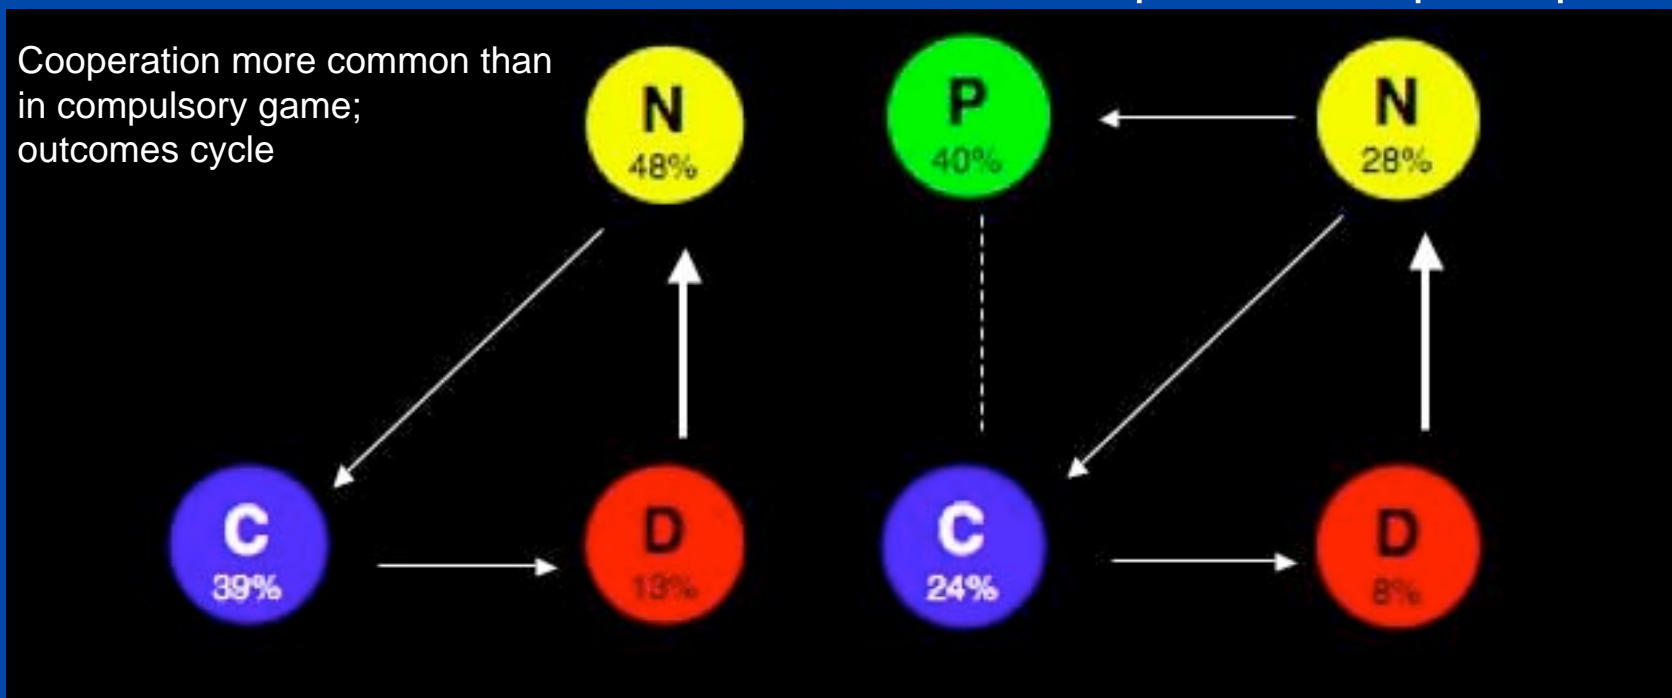 Cooperation more common than
in compulsory game;
outcomes cycle
N
48%
P
40%
N
28%
C
39%
D
13%
C
24%
D
8%